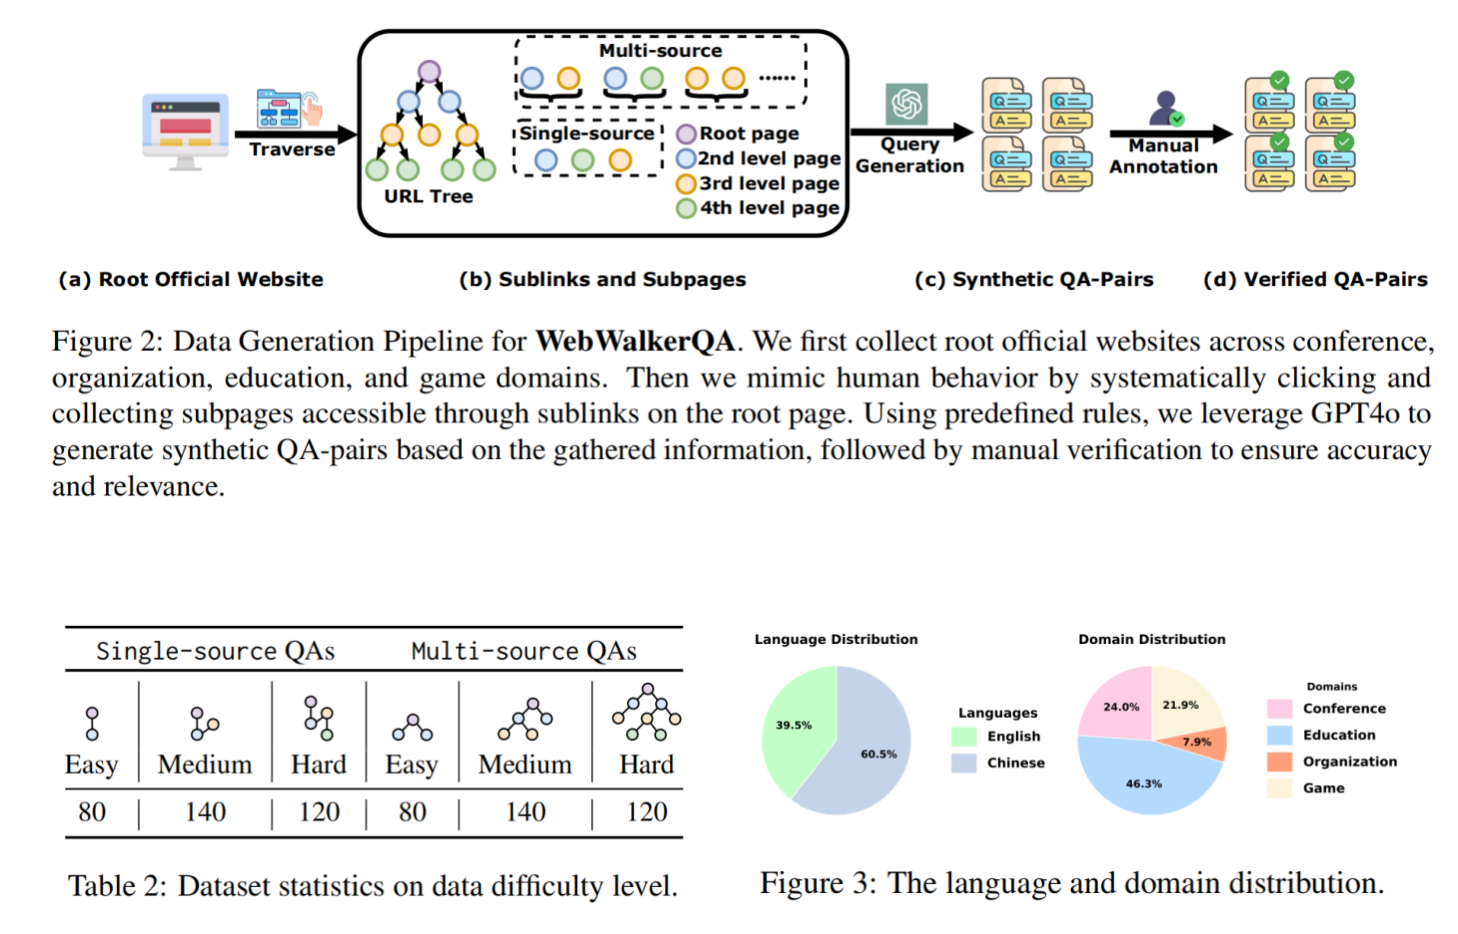 Multi-source
......
Single-source
Root page
2nd level page
3rd level page
4th level page
Traverse
URL Tree
Query
Generation
Q
A
Q
A
Q
A
Q
A
Manual
Annotation
Q
A
Q
A
Q
A
Q
A
(a) Root Official Website
(b) Sublinks and Subpages
(c) Synthetic QA-Pairs
(d) Verified QA-Pairs
Figure 2: Data Generation Pipeline for WebWalkerQA. We first collect root official websites across conference,
organization, education, and game domains. Then we mimic human behavior by systematically clicking and
collecting subpages accessible through sublinks on the root page. Using predefined rules, we leverage GPT4o to
generate synthetic QA-pairs based on the gathered information, followed by manual verification to ensure accuracy
and relevance.
Single-source QAs Multi-source QAs
Easy Medium Hard Easy Medium Hard
80 140 120 80 140 120
Table 2: Dataset statistics on data difficulty level.
Language Distribution
39.5%
60.5%
Languages
English
Chinese
Domain Distribution
24.0%
21.9%
7.9%
46.3%
Domains
Conference
Education
Organization
Game
Figure 3: The language and domain distribution.